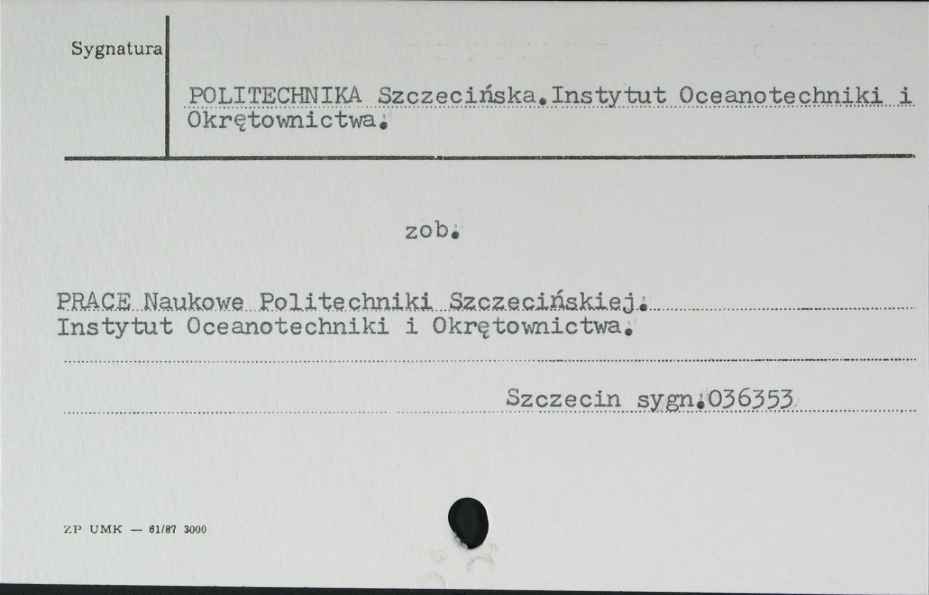 Sygnatura
POLITECHNIKA Szczecińska.Instytut Oceanotechniki i
Okrętownictwa.
zob.
PRACE Naukowe Politechniki Szczecińskiej.
Instytut Oceanotechniki i Okrętownictwa.
Szczecin sygn.036353
ZP UMK — 61/87 3000